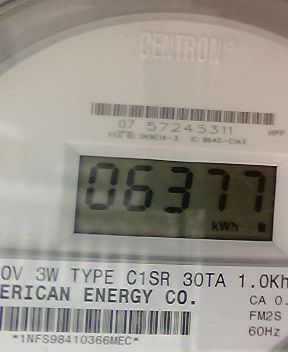 CENTRON®
07 57245311
HPP
06377
kWh
0V 3W TYPE C1SR 30TA 1.0Kh
ERICAN ENERGY CO.
CA 0.
FM2S
60Hz
*1NFS98410366MEC*